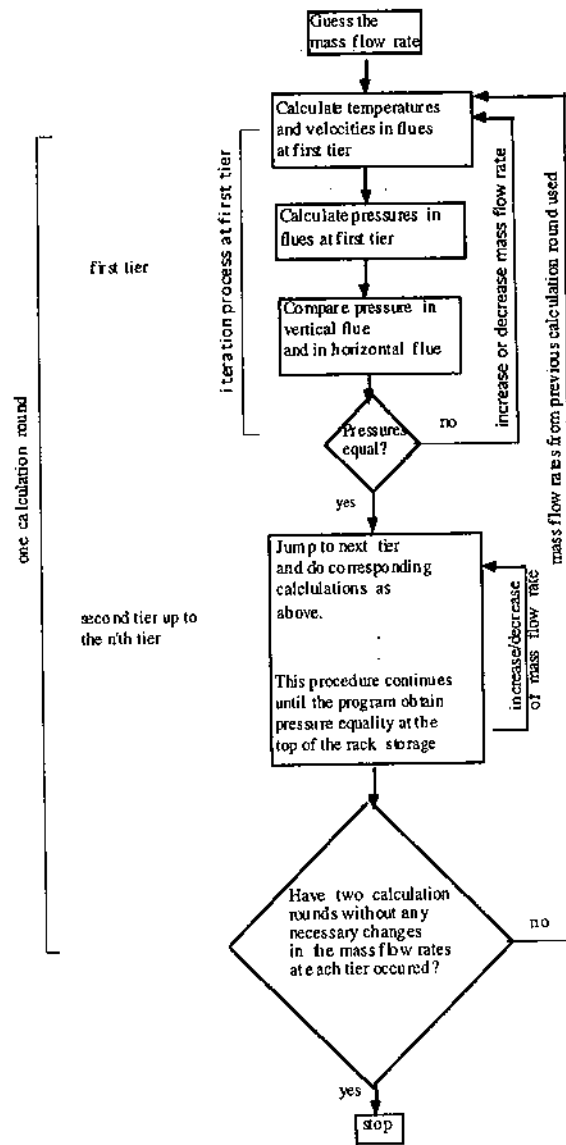 Guess the
mass flow rate
Calculate temperatures
and velocities in flues
at first tier
Calculate pressures in
flues at first tier
first tier
iteration process at first tier
increase or decrease mass flow rate
mass flow rates from previous calculation round used
Compare pressure in
vertical flue
and in horizontal flue
Pressures
equal?
no
yes
one calculation round
Jump to next tier
and do corresponding
calclulations as
above.
.
.
This procedure continues
until the program obtain
pressure equality at the
top of the rack storage
second tier up to
the n'th tier
increase/decrease
of mass flow rate
Have two calculation
rounds without any
necessary changes
in the mass flow rates
at each tier occured?
no
yes
stop